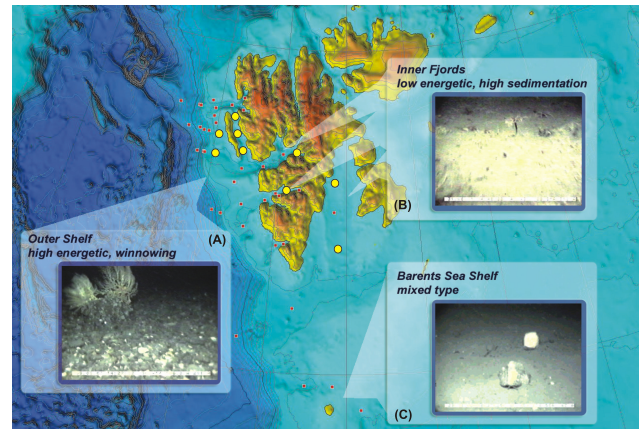 Inner Fjords
low energetic, high sedimentation
(B)
(A)
Outer Shelf
high energetic, winnowing
Barents Sea Shelf
mixed type
(C)